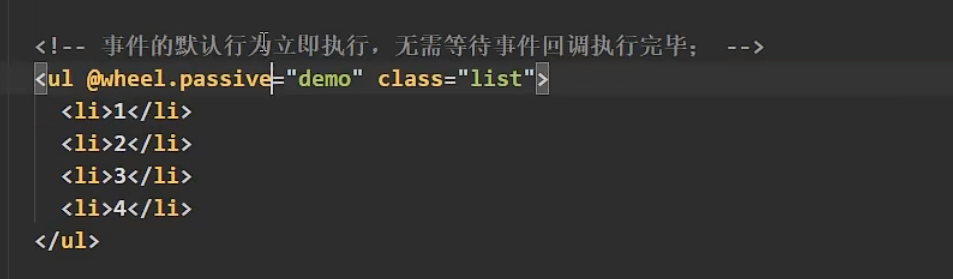 <!-- 事件的默认行为立即执行，无需等待事件回调执行完毕； -->
<ul @wheel.passive="demo" class="list">
<li>1</li>
<li>2</li>
<li>3</li>
<li>4</li>
</ul>